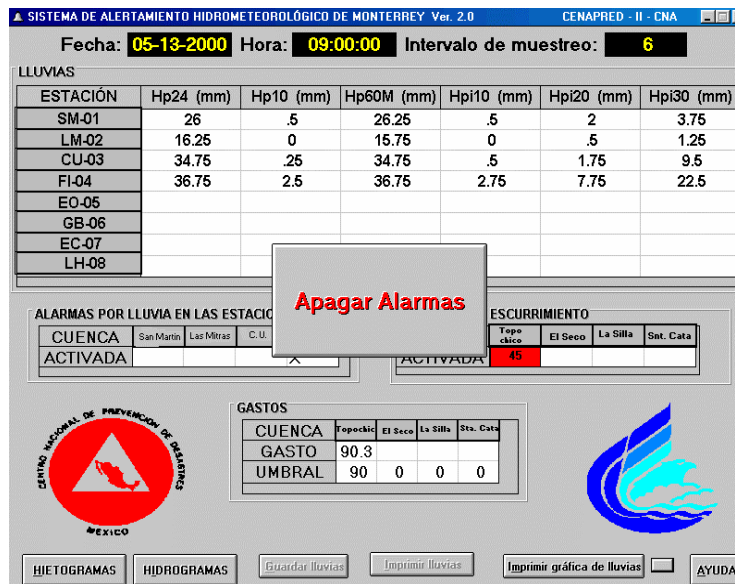 SISTEMA DE ALERTAMIENTO HIDROMETEOROLÓGICO DE MONTERREY Ver. 2.0 CENAPRED - II - CNA
Fecha: 05-13-2000 Hora: 09:00:00 Intervalo de muestreo: 6
LLUVIAS
ESTACIÓN Hp24 (mm) Hp10 (mm) Hp60M (mm) Hpi10 (mm) Hpi20 (mm) Hpi30 (mm)
SM-01 26 .5 26.25 .5 2 3.75
LM-02 16.25 0 15.75 0 .5 1.25
CU-03 34.75 .25 34.75 .5 1.75 9.5
FI-04 36.75 2.5 36.75 2.75 7.75 22.5
EO-05
GB-06
EC-07
LH-08
Apagar Alarmas
ALARMAS POR LLUVIA EN LAS ESTACIO
CUENCA San Martin Las Mitras C. U.
ACTIVADA X
ESCURRIMIENTO
Topo chico El Seco La Silla Snt. Cata
ACTIVADA 45
GASTOS
CUENCA Topochic El Seco La Silla Sta. Cata
GASTO 90.3
UMBRAL 90 0 0 0
CENTRO NACIONAL DE PREVENCION DE DESASTRES
MEXICO
HIETOGRAMAS HIDROGRAMAS Guardar lluvias Imprimir lluvias Imprimir gráfica de lluvias AYUDA